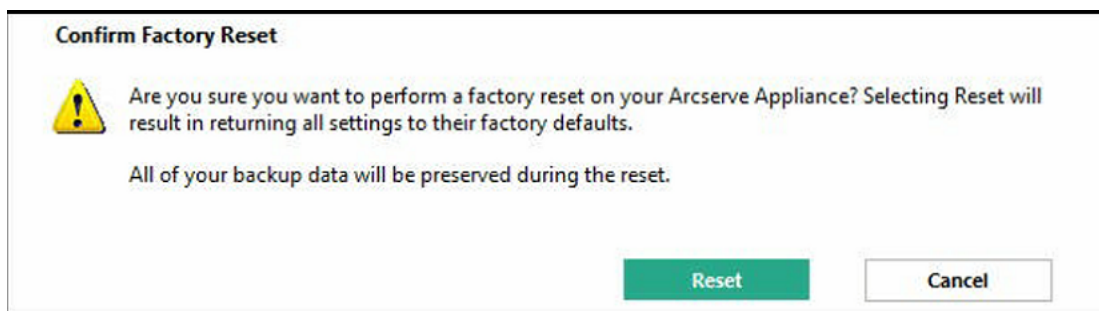 Confirm Factory Reset
Are you sure you want to perform a factory reset on your Arcserve Appliance? Selecting Reset will
result in returning all settings to their factory defaults.
All of your backup data will be preserved during the reset.
Reset
Cancel